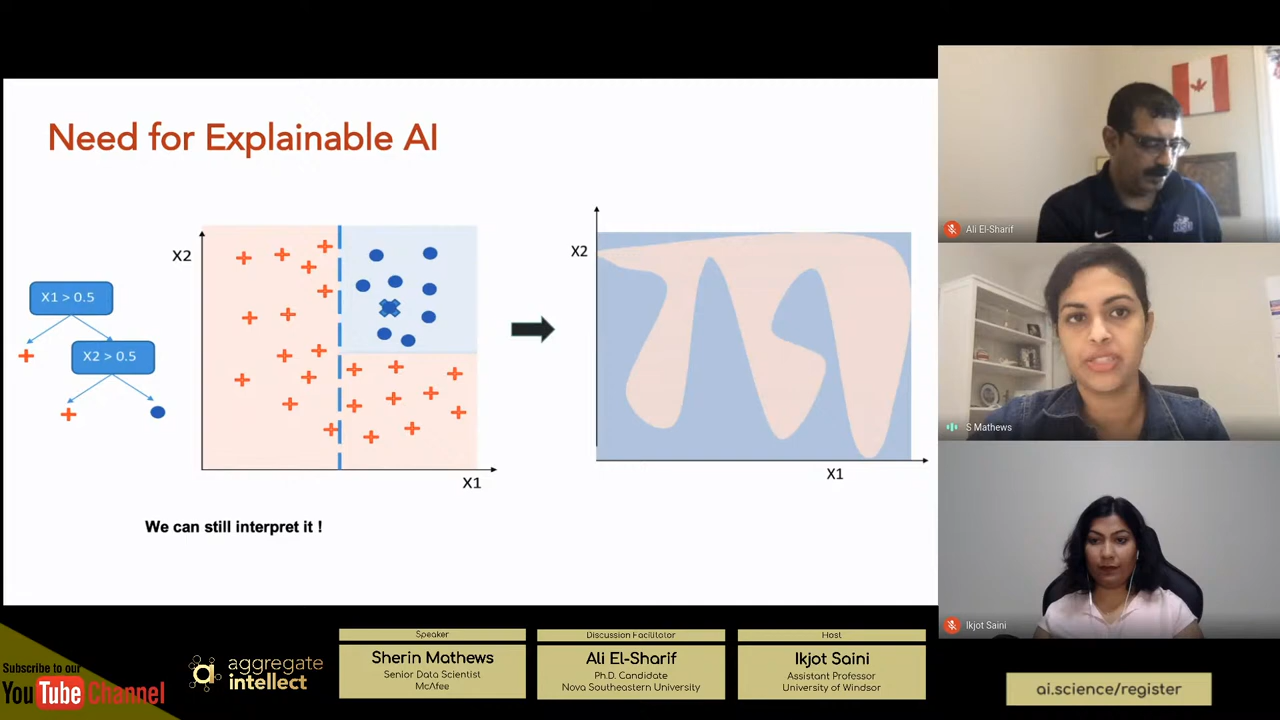 Need for Explainable AI
X1 > 0.5
X2 > 0.5
X2
X1
We can still interpret it !
X2
X1
Ali El-Sharif
S Mathews
Ikjot Saini
Subscribe to our
YouTube Channel
aggregate
intellect
Speaker
Sherin Mathews
Senior Data Scientist
McAfee
Discussion Facilitator
Ali El-Sharif
Ph.D. Candidate
Nova Southeastern University
Host
Ikjot Saini
Assistant Professor
University of Windsor
ai.science/register